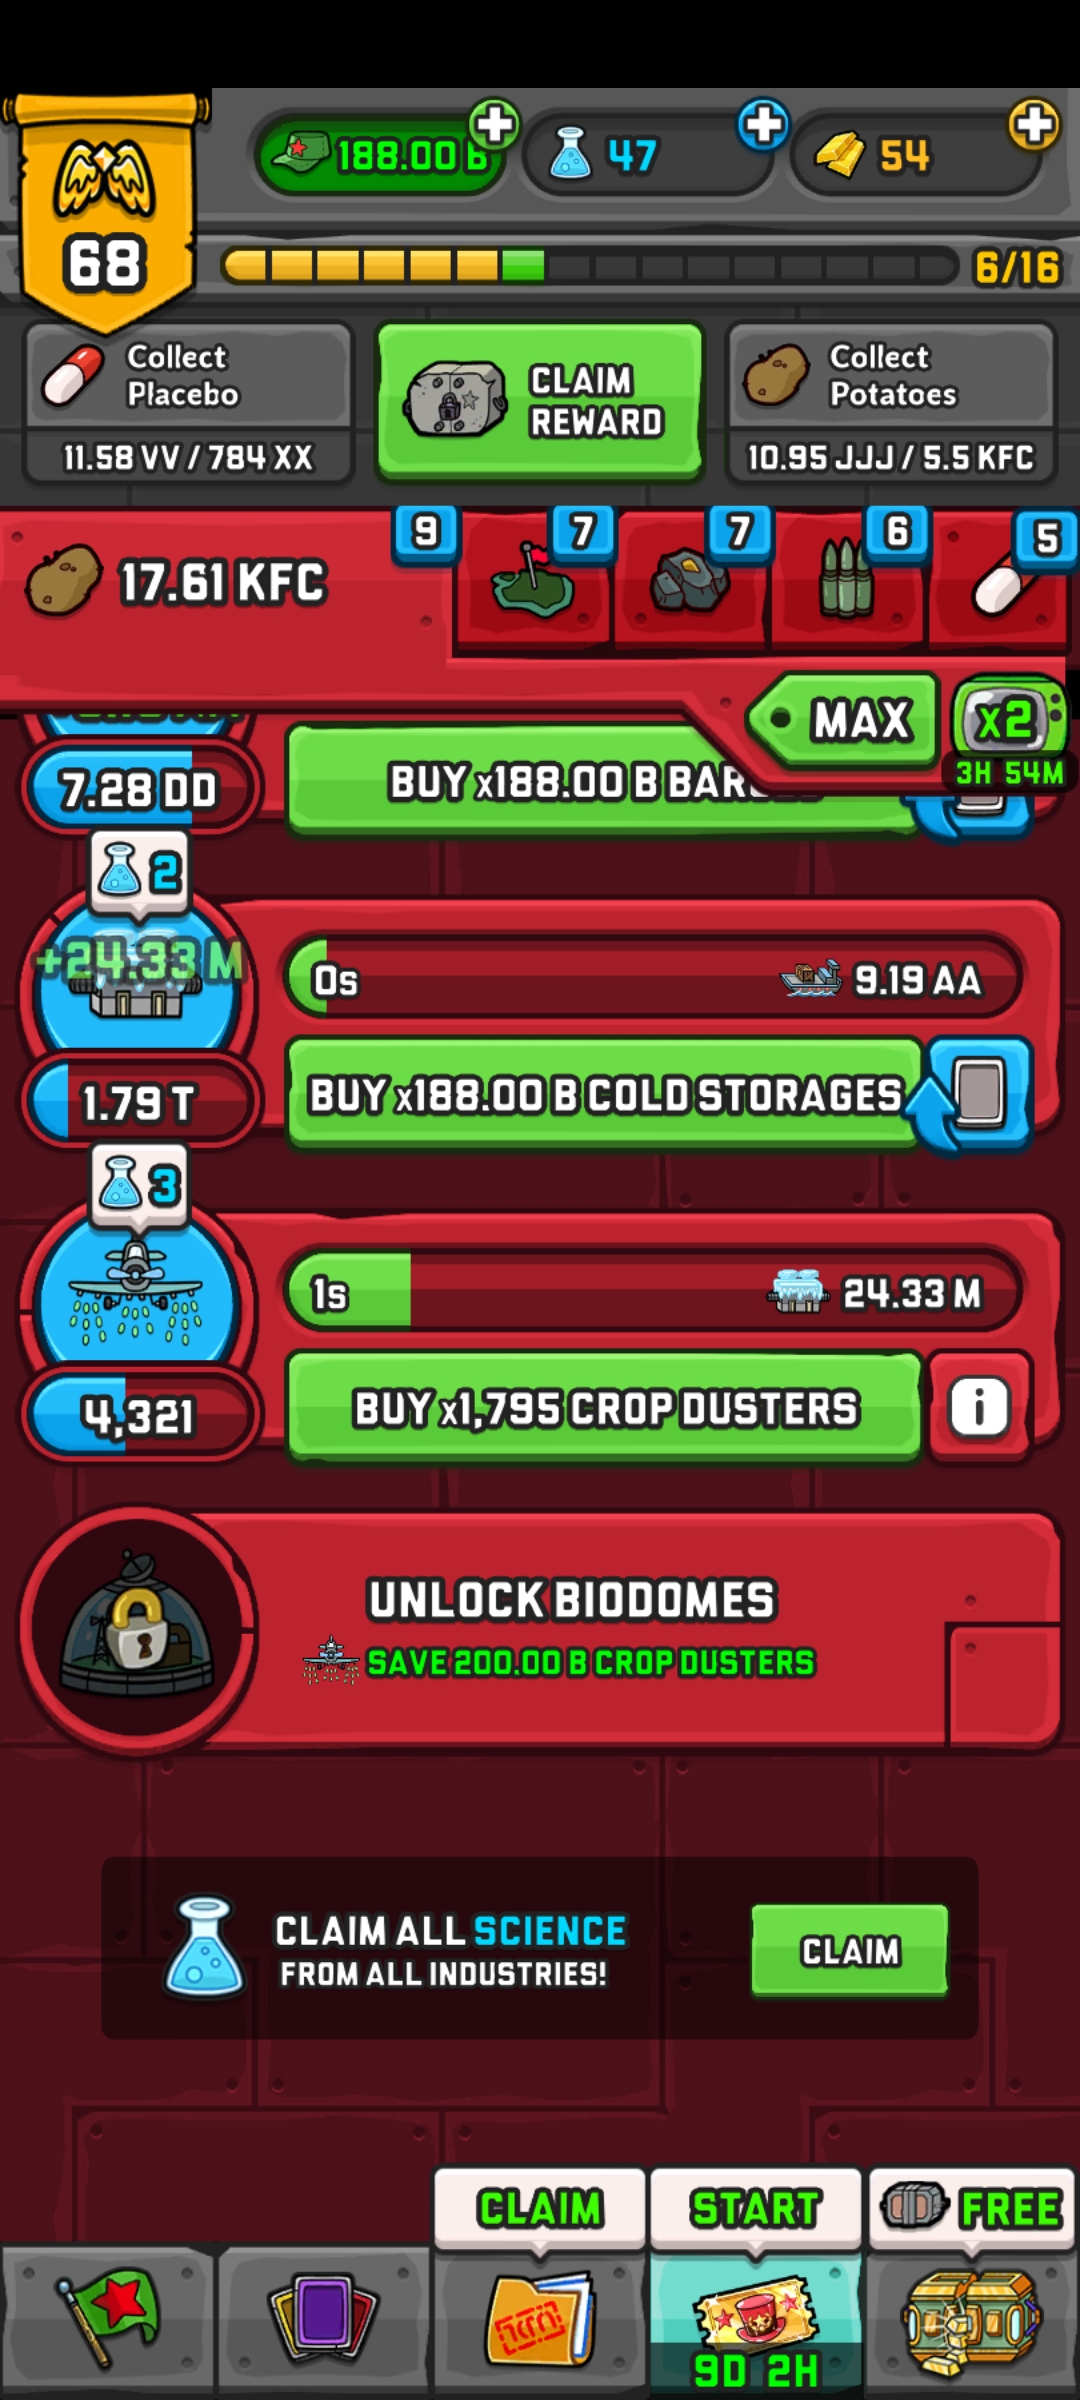 188.00 B
47
54
68
6/16
Collect
Placebo
11.58 VV / 784 XX
CLAIM
REWARD
Collect
Potatoes
10.95 JJJ / 5.5 KFC
17.61 KFC
9
7
7
6
5
MAX
x2
3H 54M
7.28 DD
BUY x188.00 B
2
+24.33 M
0s
9.19 AA
1.79 T
BUY x188.00 B COLD STORAGES
3
1s
24.33 M
4,321
BUY x1,795 CROP DUSTERS
i
UNLOCK BIODOMES
SAVE 200.00 B CROP DUSTERS
CLAIM ALL SCIENCE
FROM ALL INDUSTRIES!
CLAIM
CLAIM
START
FREE
9D 2H